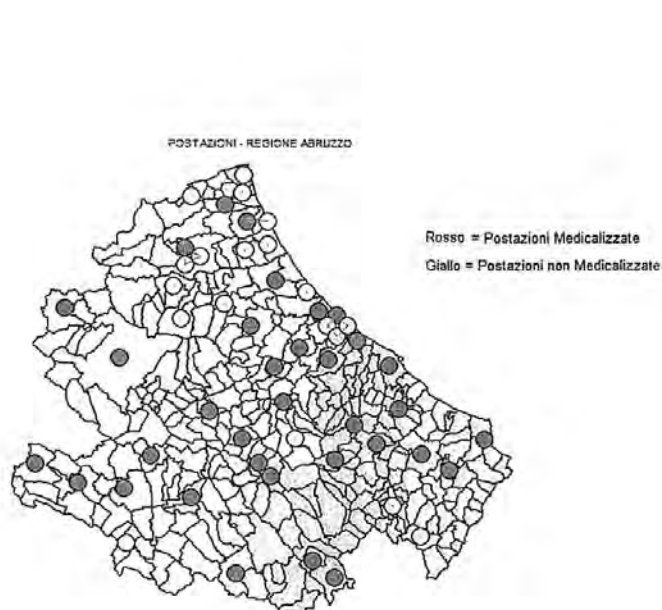 POSTAZIONI - REGIONE ABRUZZO
Rosso = Postazioni Medicalizzate
Giallo = Postazioni non Medicalizzate